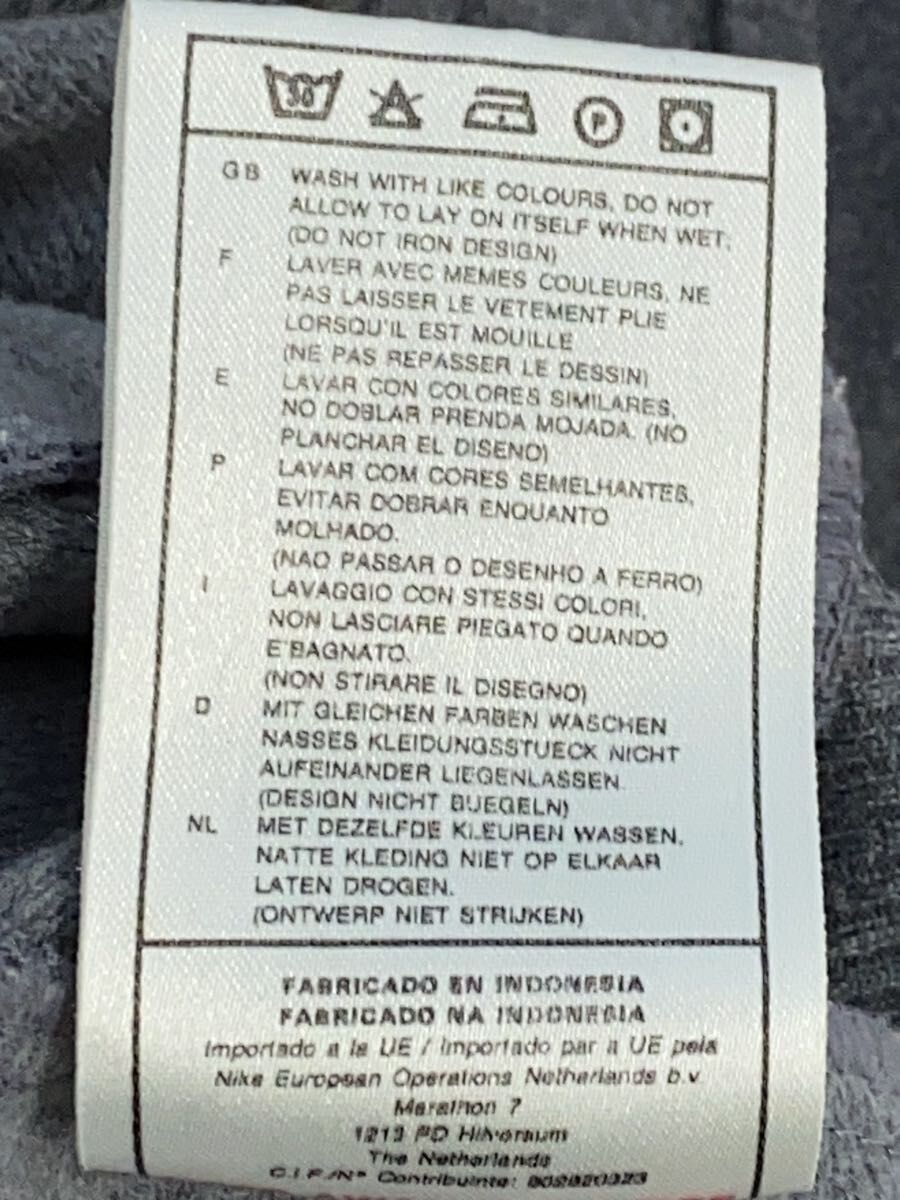 30
P
GB WASH WITH LIKE COLOURS, DO NOT
ALLOW TO LAY ON ITSELF WHEN WET.
(DO NOT IRON DESIGN)
F LAVER AVEC MEMES COULEURS, NE
PAS LAISSER LE VETEMENT PLIE
LORSQU'IL EST MOUILLE
(NE PAS REPASSER LE DESSIN)
E LAVAR CON COLORES SIMILARES,
NO DOBLAR PRENDA MOJADA. (NO
PLANCHAR EL DISENO)
P LAVAR COM CORES SEMELHANTES,
EVITAR DOBRAR ENQUANTO
MOLHADO.
(NAO PASSAR O DESENHO A FERRO)
I LAVAGGIO CON STESSI COLORI,
NON LASCIARE PIEGATO QUANDO
E'BAGNATO.
(NON STIRARE IL DISEGNO)
D MIT GLEICHEN FARBEN WASCHEN
NASSES KLEIDUNGSSTUECK NICHT
AUFEINANDER LIEGENLASSEN
(DESIGN NICHT BUEGELN)
NL MET DEZELFDE KLEUREN WASSEN.
NATTE KLEDING NIET OP ELKAAR
LATEN DROGEN.
(ONTWERP NIET STRIJKEN)
FABRICADO EN INDONESIA
FABRICADO NA INDONESIA
Importado a la UE / Importado par a UE pela
Nike European Operations Netherlands b.v.
Marathon 7
1213 PD Hilversum
The Netherlands
C.I.F./Nº Contribuinte: